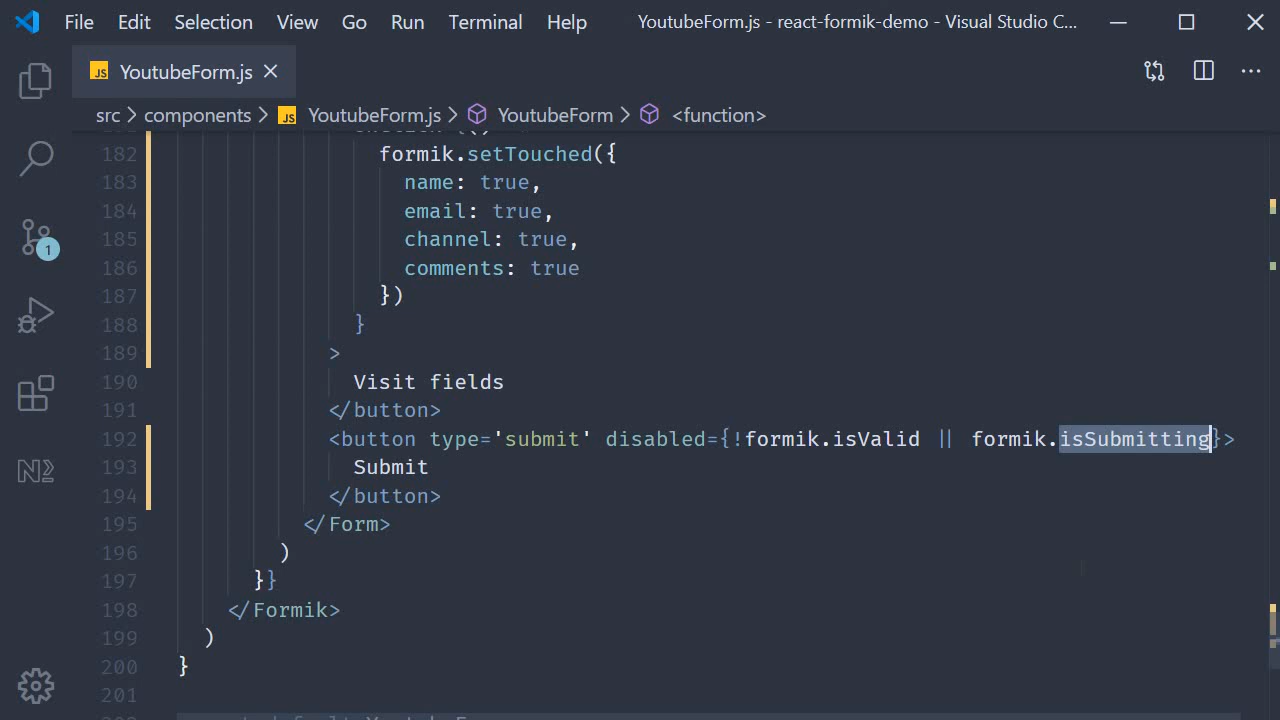 File Edit Selection View Go Run Terminal Help YoutubeForm.js - react-formik-demo - Visual Studio C...
JS YoutubeForm.js
src > components > JS YoutubeForm.js > YoutubeForm > <function>
182 formik.setTouched({
183 name: true,
184 email: true,
185 channel: true,
186 comments: true
187 })
188 }
189 >
190 Visit fields
191 </button>
192 <button type='submit' disabled={!formik.isValid || formik.isSubmitting}>
193 Submit
194 </button>
195 </Form>
196 )
197 }}
198 </Formik>
199 )
200 }
201
1